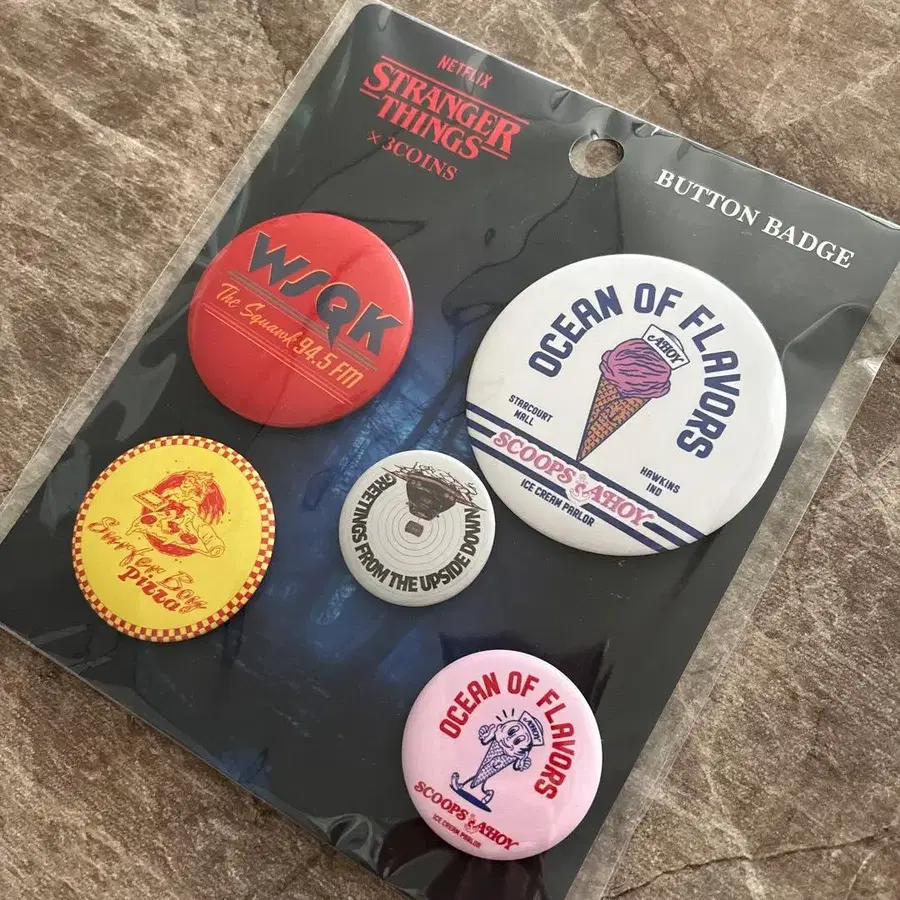 NETFLIX
STRANGER
THINGS
× 3COINS
BUTTON BADGE
WSQK
The Squawk 94.5 FM
OCEAN OF FLAVORS
AHOY
STARCOURT
MALL
HAWKINS
IND
SCOOPS AHOY
ICE CREAM PARLOR
Surfer Boy
Pizza
GREETINGS FROM THE UPSIDE DOWN
OCEAN OF FLAVORS
AHOY
SCOOPS AHOY
ICE CREAM PARLOR